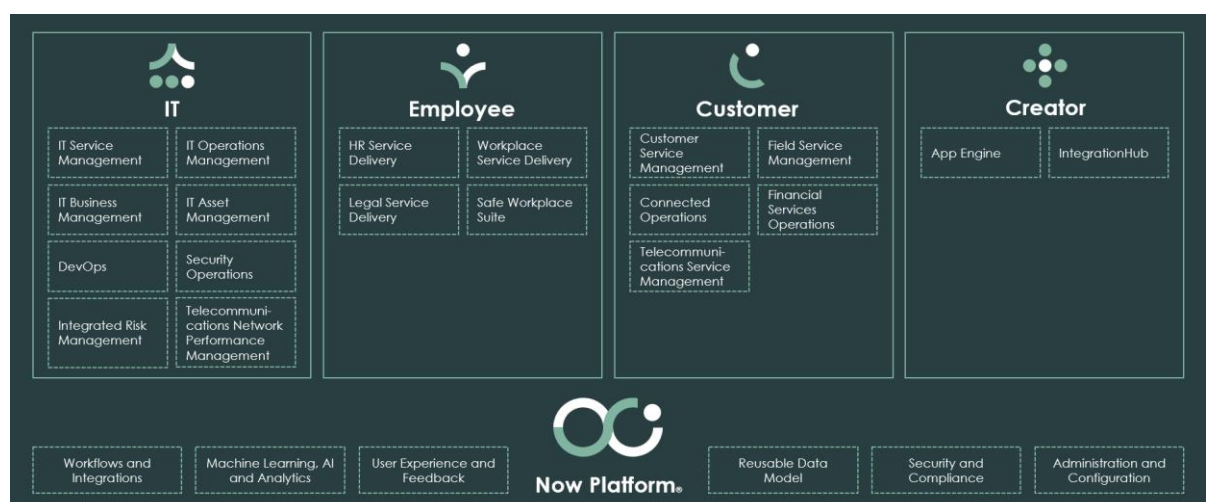 IT
IT Service
Management
IT Operations
Management
IT Business
Management
IT Asset
Management
DevOps
Security
Operations
Integrated Risk
Management
Telecommuni-
cations Network
Performance
Management
Employee
HR Service
Delivery
Workplace
Service Delivery
Legal Service
Delivery
Safe Workplace
Suite
Customer
Customer
Service
Management
Field Service
Management
Connected
Operations
Financial
Services
Operations
Telecommuni-
cations Service
Management
Creator
App Engine
IntegrationHub
Workflows and
Integrations
Machine Learning, AI
and Analytics
User Experience and
Feedback
Now Platform®
Reusable Data
Model
Security and
Compliance
Administration and
Configuration